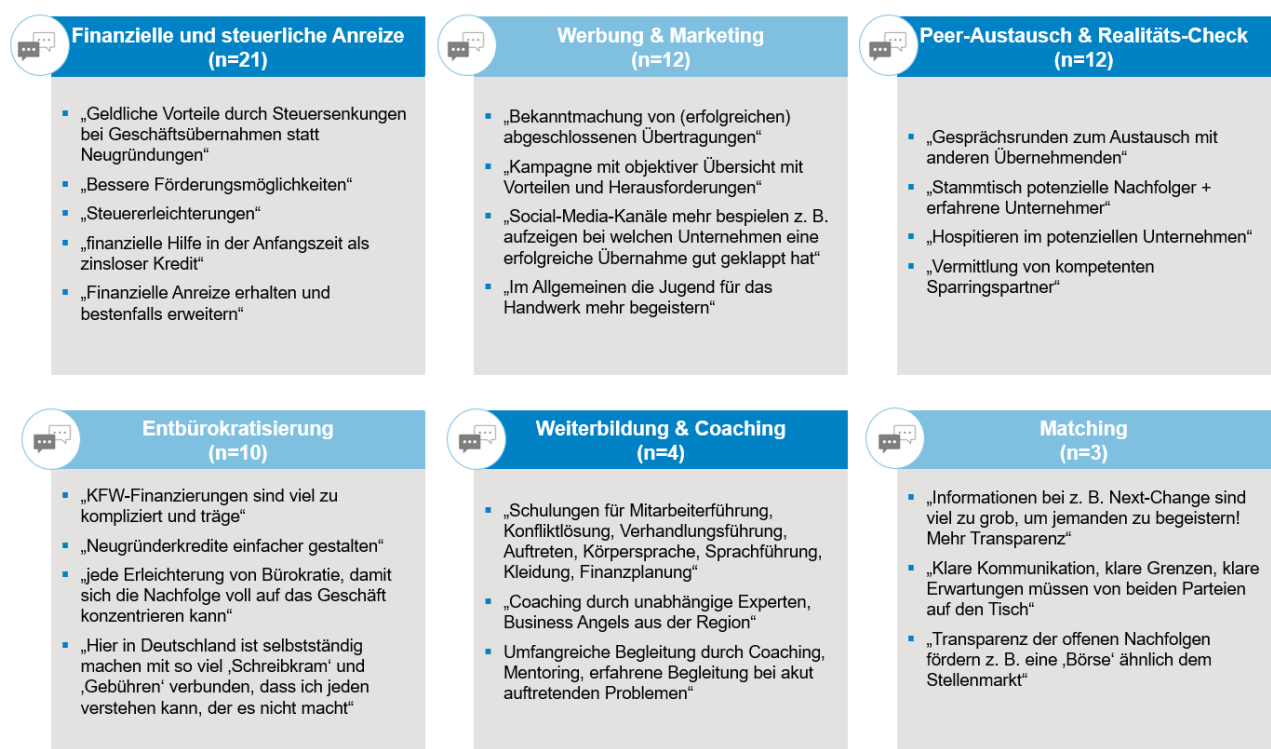 Finanzielle und steuerliche Anreize
(n=21)
„Geldliche Vorteile durch Steuersenkungen
bei Geschäftsübernahmen statt
Neugründungen“
„Bessere Förderungsmöglichkeiten“
„Steuererleichterungen“
„finanzielle Hilfe in der Anfangszeit als
zinsloser Kredit“
„Finanzielle Anreize erhalten und
bestenfalls erweitern“
Werbung & Marketing
(n=12)
„Bekanntmachung von (erfolgreichen)
abgeschlossenen Übertragungen“
„Kampagne mit objektiver Übersicht mit
Vorteilen und Herausforderungen“
„Social-Media-Kanäle mehr bespielen z. B.
aufzeigen bei welchen Unternehmen eine
erfolgreiche Übernahme gut geklappt hat“
„Im Allgemeinen die Jugend für das
Handwerk mehr begeistern“
Peer-Austausch & Realitäts-Check
(n=12)
„Gesprächsrunden zum Austausch mit
anderen Übernehmenden“
„Stammtisch potenzielle Nachfolger +
erfahrene Unternehmer“
„Hospitieren im potenziellen Unternehmen“
„Vermittlung von kompetenten
Sparringspartner“
Entbürokratisierung
(n=10)
„KFW-Finanzierungen sind viel zu
kompliziert und träge“
„Neugründerkredite einfacher gestalten“
„jede Erleichterung von Bürokratie, damit
sich die Nachfolge voll auf das Geschäft
konzentrieren kann“
„Hier in Deutschland ist selbstständig
machen mit so viel ‚Schreibkram‘ und
‚Gebühren‘ verbunden, dass ich jeden
verstehen kann, der es nicht macht“
Weiterbildung & Coaching
(n=4)
„Schulungen für Mitarbeiterführung,
Konfliktlösung, Verhandlungsführung,
Auftreten, Körpersprache, Sprachführung,
Kleidung, Finanzplanung“
„Coaching durch unabhängige Experten,
Business Angels aus der Region“
Umfangreiche Begleitung durch Coaching,
Mentoring, erfahrene Begleitung bei akut
auftretenden Problemen“
Matching
(n=3)
„Informationen bei z. B. Next-Change sind
viel zu grob, um jemanden zu begeistern!
Mehr Transparenz“
„Klare Kommunikation, klare Grenzen, klare
Erwartungen müssen von beiden Parteien
auf den Tisch“
„Transparenz der offenen Nachfolgen
fördern z. B. eine ‚Börse‘ ähnlich dem
Stellenmarkt“